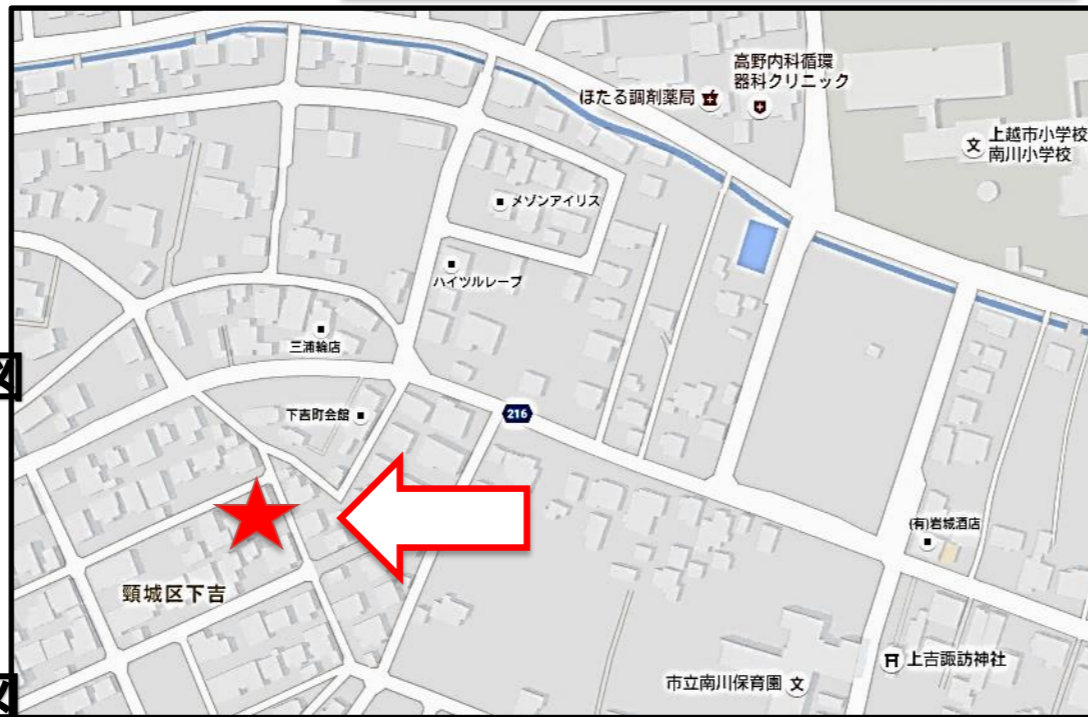 高野内科循環
器科クリニック
ほたる調剤薬局
文
上越市小学校
南川小学校
メゾンアイリス
ハイツルレーブ
三浦輪店
図
下吉町会館
216
(有)岩城酒店
頸城区下吉
上吉諏訪神社
市立南川保育園
文
図